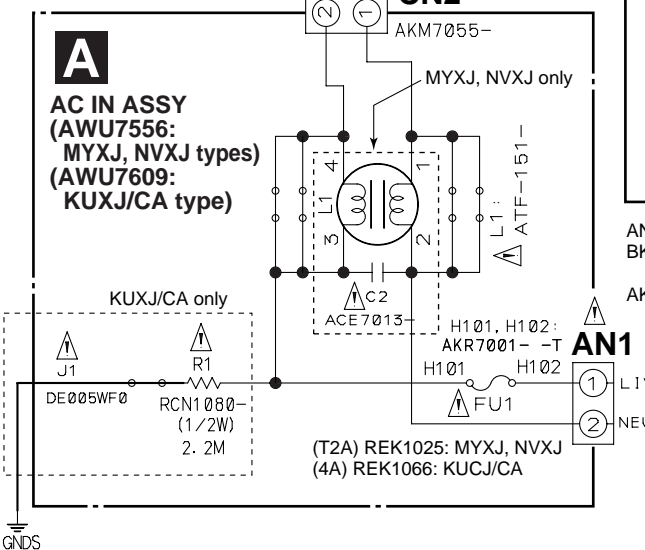 2
1
AKM7055-
A
MYXJ, NVXJ only
AC IN ASSY
(AWU7556:
MYXJ, NVXJ types)
(AWU7609:
KUXJ/CA type)
4
1
L1
3
2
L1:
ATF-151-
C2
ACE7013-
KUXJ/CA only
J1
DE005WF0
R1
RCN1080-
(1/2W)
2.2M
H101, H102:
AKR7001- -T
AN1
H101
H102
FU1
1
2
(T2A) REK1025: MYXJ, NVXJ
(4A) REK1066: KUCJ/CA
GNDS